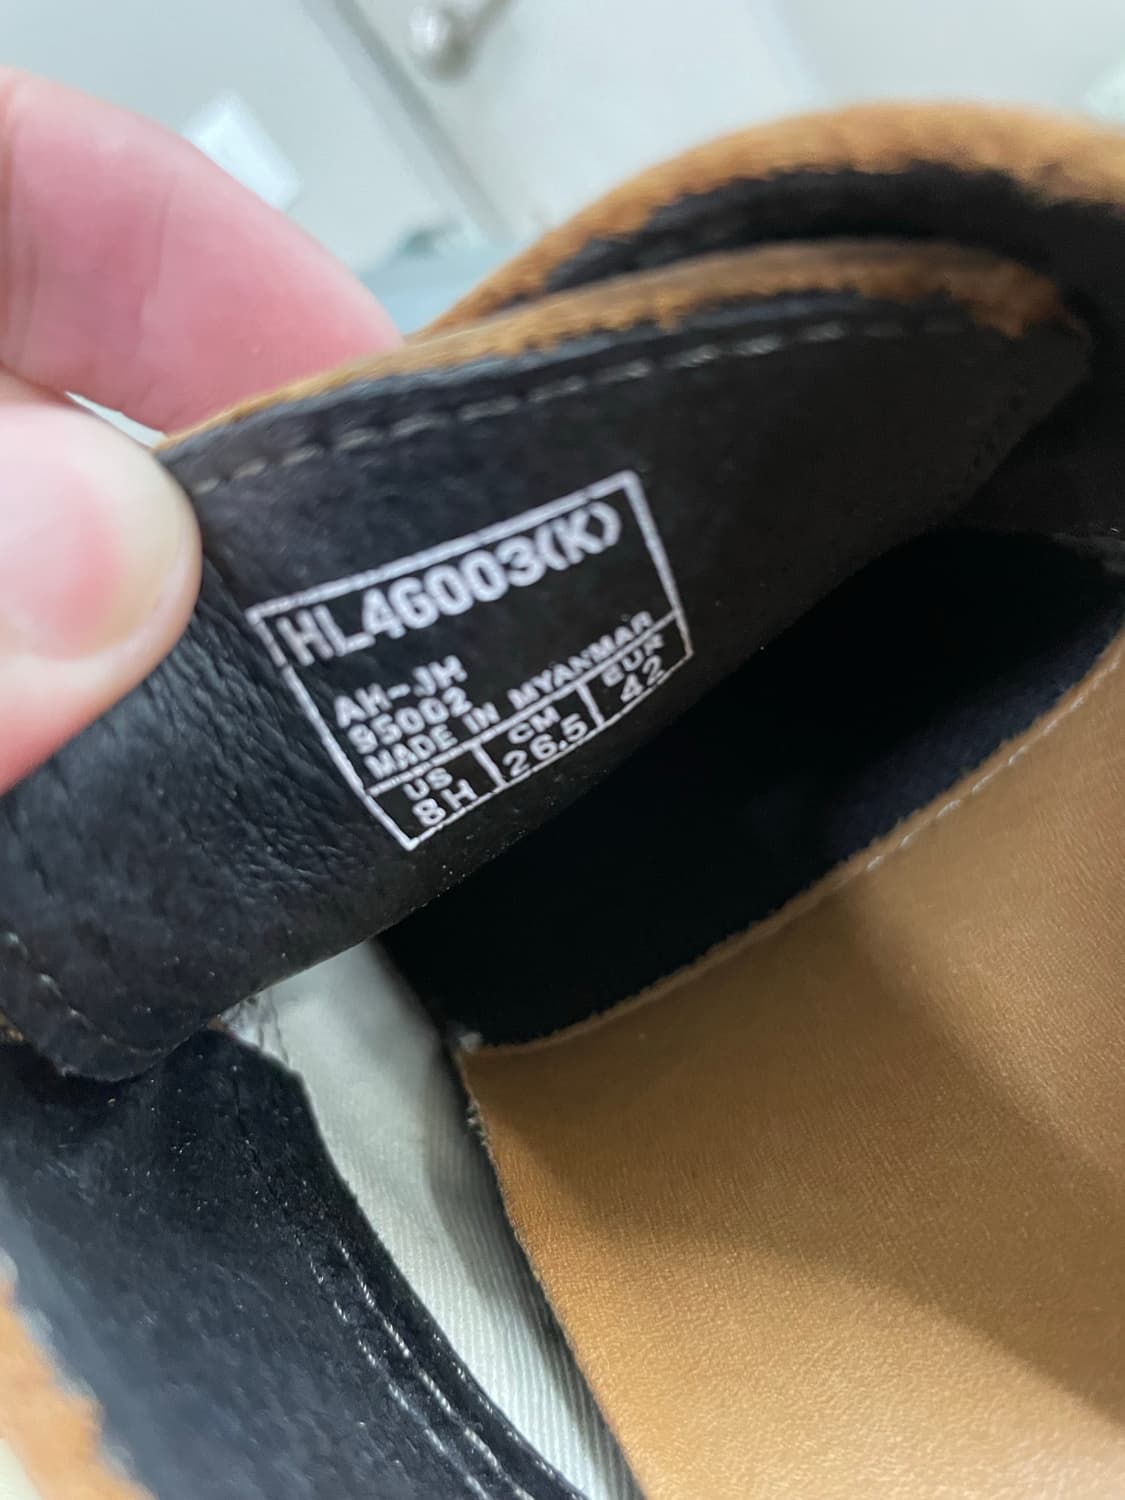 HL46003(K)
AH-JH
95002
MADE IN MYANMAR
US CM EUR
8H 26.5 42